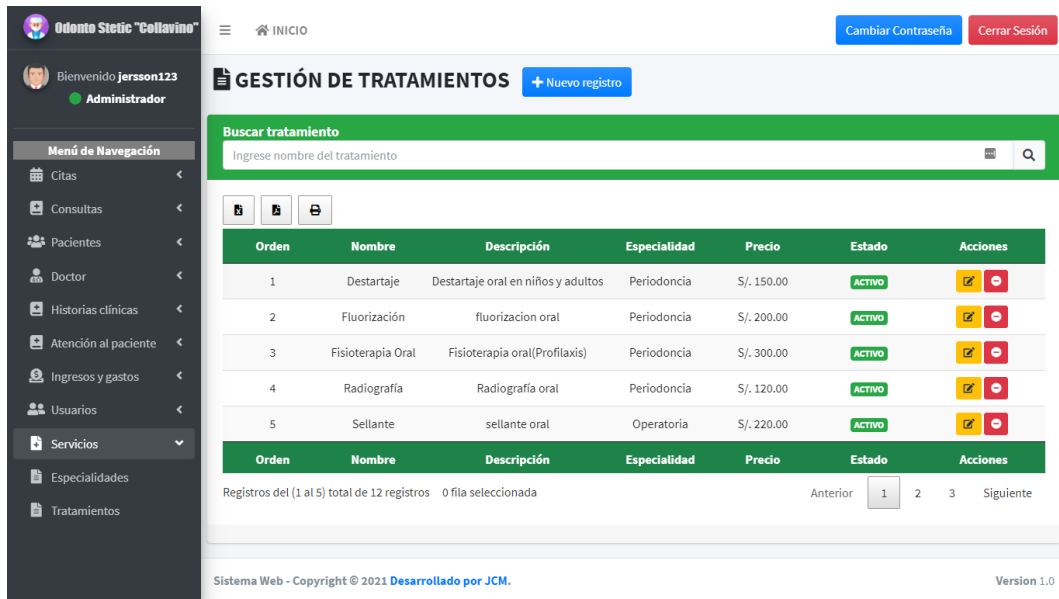 Odonto Stetic "Collavino"
INICIO
Cambiar Contraseña
Cerrar Sesión
Bienvenido jersson123
Administrador
Menú de Navegación
Citas
Consultas
Pacientes
Doctor
Historias clínicas
Atención al paciente
Ingresos y gastos
Usuarios
Servicios
Especialidades
Tratamientos
GESTIÓN DE TRATAMIENTOS
Nuevo registro
Buscar tratamiento
Ingrese nombre del tratamiento
Orden Nombre Descripción Especialidad Precio Estado Acciones
1 Destartaje Destartaje oral en niños y adultos Periodoncia S/. 150.00 ACTIVO
2 Fluorización fluorizacion oral Periodoncia S/. 200.00 ACTIVO
3 Fisioterapia Oral Fisioterapia oral(Profilaxis) Periodoncia S/. 300.00 ACTIVO
4 Radiografía Radiografía oral Periodoncia S/. 120.00 ACTIVO
5 Sellante sellante oral Operatoria S/. 220.00 ACTIVO
Orden Nombre Descripción Especialidad Precio Estado Acciones
Registros del (1 al 5) total de 12 registros 0 fila seleccionada
Anterior 1 2 3 Siguiente
Sistema Web - Copyright © 2021 Desarrollado por JCM.
Version 1.0